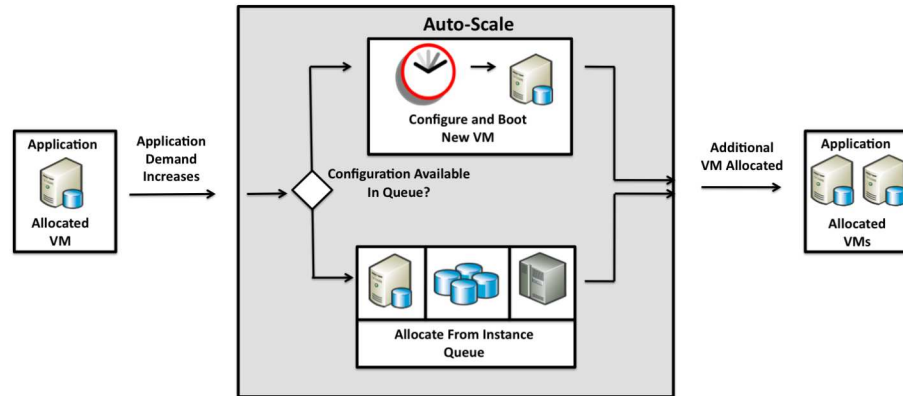 Auto-Scale
Configure and Boot
New VM
Application
Allocated
VM
Application
Demand
Increases
Configuration Available
In Queue?
Allocate From Instance
Queue
Additional
VM Allocated
Application
Allocated
VMs